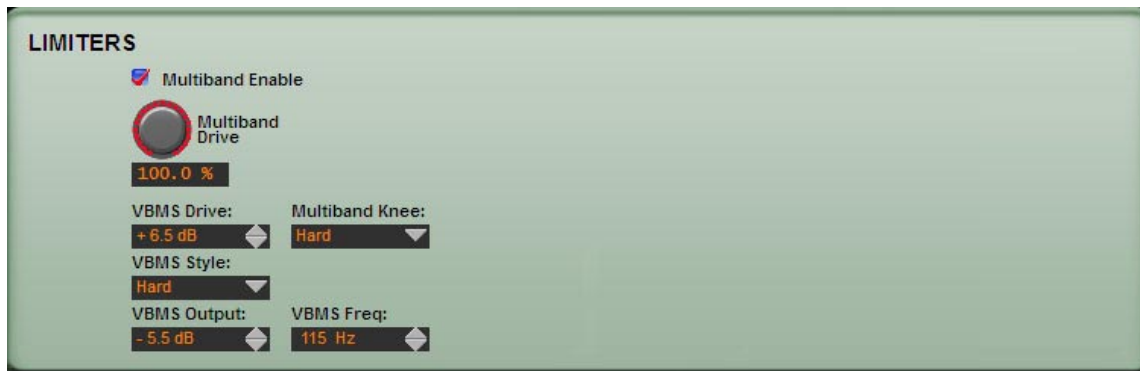 LIMITERS
Multiband Enable
Multiband
Drive
100.0 %
VBMS Drive: Multiband Knee:
+6.5 dB Hard
VBMS Style:
Hard
VBMS Output: VBMS Freq:
- 5.5 dB 115 Hz